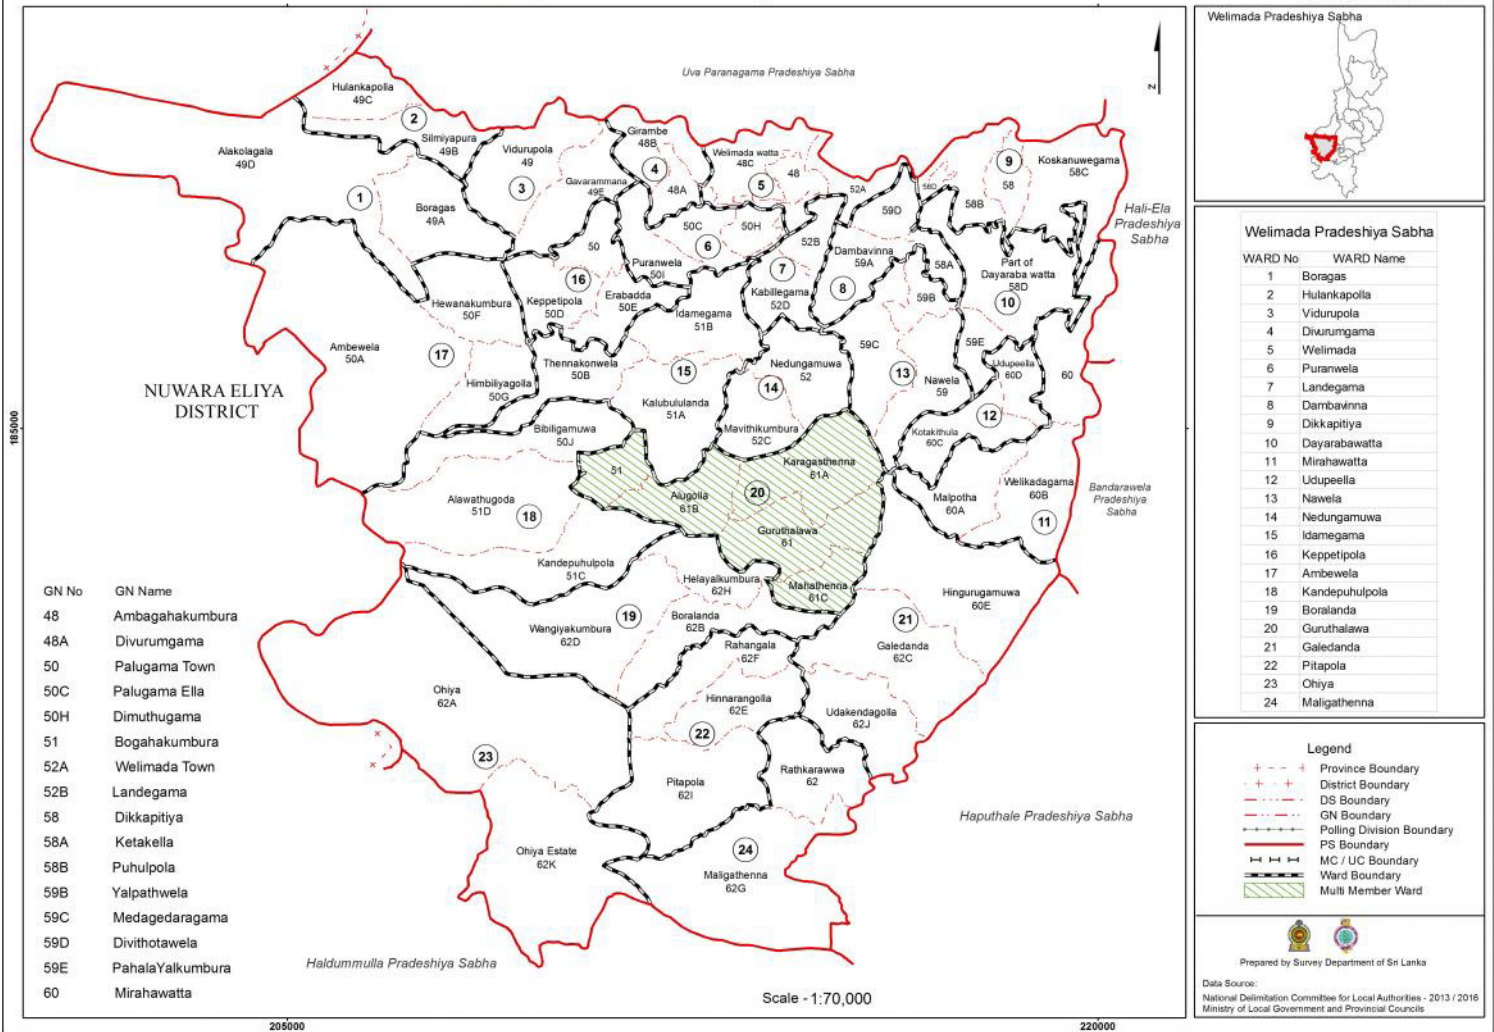 Uva Paranagama Pradeshiya Sabha
N
Hulankapolla
49C
2
Silmiyapura
49B
Alakolagala
49D
1
Boragas
49A
Vidurupola
49
3
Gavarammana
49E
Girambe
48B
4
48A
Welimada watta
48C
5
48
52A
58D
9
58
Koskanuwegama
58C
58B
59D
50C
50H
6
52B
50
Puranwela
50I
16
Keppetipola
50D
Erabadda
50E
7
Kabillegama
52D
Dambavinna
59A
8
58A
59B
Part of
Dayaraba watta
58D
10
Hali-Ela
Pradeshiya
Sabha
Hewanakumbura
50F
Ambewela
50A
17
Himbiliyagolla
50G
Idamegama
51B
Thennakonwela
50B
15
Kalubululanda
51A
Nedungamuwa
52
14
Mavithikumbura
52C
59C
13
Nawela
59
59E
Udupeella
60D
60
12
Kotakithula
60C
NUWARA ELIYA
DISTRICT
185000
Bibiligamuwa
50J
51
Alugolla
61B
20
Karagasthenna
61A
Guruthalawa
61
Mahathenna
61C
Alawathugoda
51D
18
Kandepuhulpola
51C
Malpotha
60A
Welikadagama
60B
11
Bandarawela
Pradeshiya
Sabha
Helayalkumbura
62H
Wangiyakumbura
62D
19
Boralanda
62B
Rahangala
62F
Hingurugamuwa
60E
21
Galedanda
62C
Ohiya
62A
23
Hinnarangolla
62E
22
Pitapola
62I
Udakendagolla
62J
Rathkarawwa
62
Ohiya Estate
62K
24
Maligathenna
62G
Haputhale Pradeshiya Sabha
Haldummulla Pradeshiya Sabha
Scale - 1:70,000
205000
220000
GN No GN Name
48 Ambagahakumbura
48A Divurumgama
50 Palugama Town
50C Palugama Ella
50H Dimuthugama
51 Bogahakumbura
52A Welimada Town
52B Landegama
58 Dikkapitiya
58A Ketakella
58B Puhulpola
59B Yalpathwela
59C Medagedaragama
59D Divithotawela
59E PahalaYalkumbura
60 Mirahawatta
Welimada Pradeshiya Sabha
Welimada Pradeshiya Sabha
WARD No WARD Name
1 Boragas
2 Hulankapolla
3 Vidurupola
4 Divurumgama
5 Welimada
6 Puranwela
7 Landegama
8 Dambavinna
9 Dikkapitiya
10 Dayarabawatta
11 Mirahawatta
12 Udupeella
13 Nawela
14 Nedungamuwa
15 Idamegama
16 Keppetipola
17 Ambewela
18 Kandepuhulpola
19 Boralanda
20 Guruthalawa
21 Galedanda
22 Pitapola
23 Ohiya
24 Maligathenna
Legend
Province Boundary
District Boundary
DS Boundary
GN Boundary
Polling Division Boundary
PS Boundary
MC / UC Boundary
Ward Boundary
Multi Member Ward
Prepared by Survey Department of Sri Lanka
Data Source:
National Delimitation Committee for Local Authorities - 2013 / 2016
Ministry of Local Government and Provincial Councils